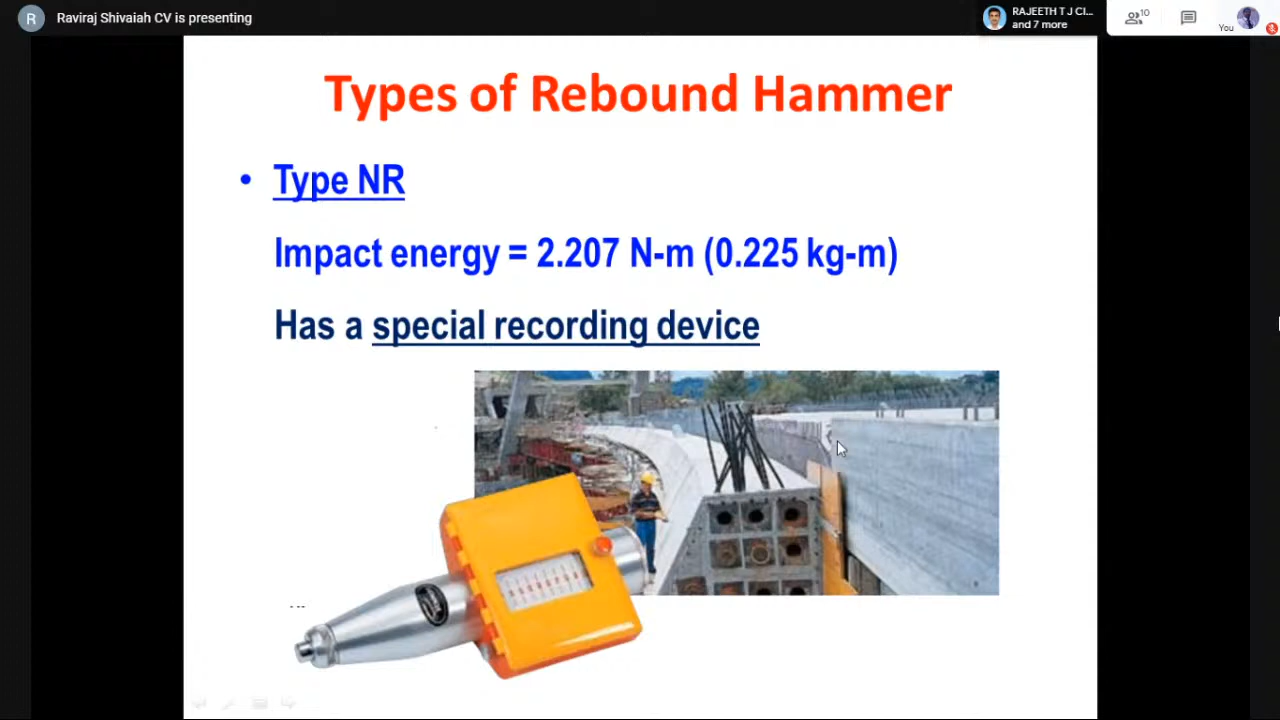 R Raviraj Shivaiah CV is presenting
RAJEETH T J CI...
and 7 more
10
You
Types of Rebound Hammer
• Type NR
Impact energy = 2.207 N-m (0.225 kg-m)
Has a special recording device